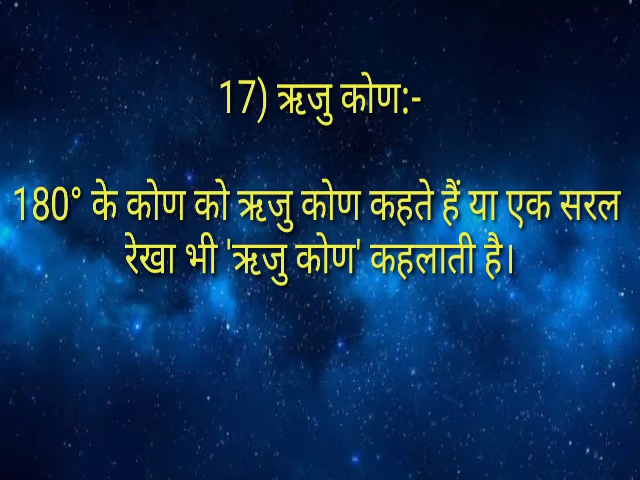 17) ऋजु कोण:-
180° के कोण को ऋजु कोण कहते हैं या एक सरल
रेखा भी 'ऋजु कोण' कहलाती है।